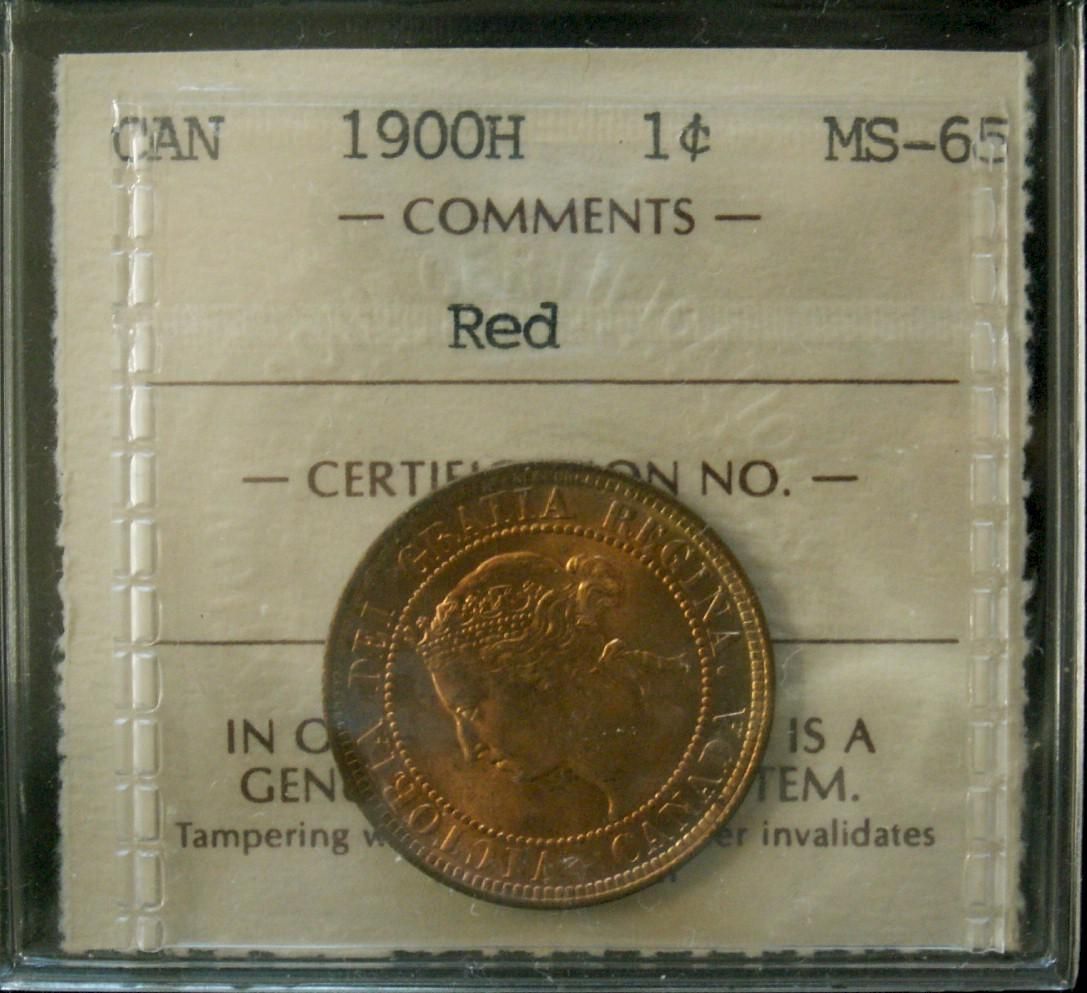 CAN 1900H 1¢ MS-65
— COMMENTS —
Red
— CERTIFI ON NO. —
VICTORIA DEI GRATIA REGINA. CANADA.
IN O IS A
GENU TEM.
Tampering w er invalidates